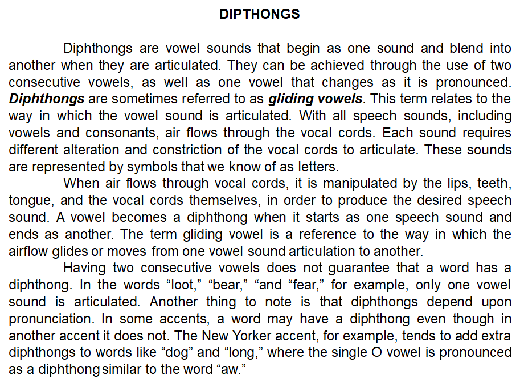 DIPTHONGS
Diphthongs are vowel sounds that begin as one sound and blend into
another when they are articulated. They can be achieved through the use of two
consecutive vowels, as well as one vowel that changes as it is pronounced.
Diphthongs are sometimes referred to as gliding vowels. This term relates to the
way in which the vowel sound is articulated. With all speech sounds, including
vowels and consonants, air flows through the vocal cords. Each sound requires
different alteration and constriction of the vocal cords to articulate. These sounds
are represented by symbols that we know of as letters.
When air flows through vocal cords, it is manipulated by the lips, teeth,
tongue, and the vocal cords themselves, in order to produce the desired speech
sound. A vowel becomes a diphthong when it starts as one speech sound and
ends as another. The term gliding vowel is a reference to the way in which the
airflow glides or moves from one vowel sound articulation to another.
Having two consecutive vowels does not guarantee that a word has a
diphthong. In the words “loot,” “bear,” “and “fear,” for example, only one vowel
sound is articulated. Another thing to note is that diphthongs depend upon
pronunciation. In some accents, a word may have a diphthong even though in
another accent it does not. The New Yorker accent, for example, tends to add extra
diphthongs to words like “dog” and “long,” where the single O vowel is pronounced
as a diphthong similar to the word “aw.”